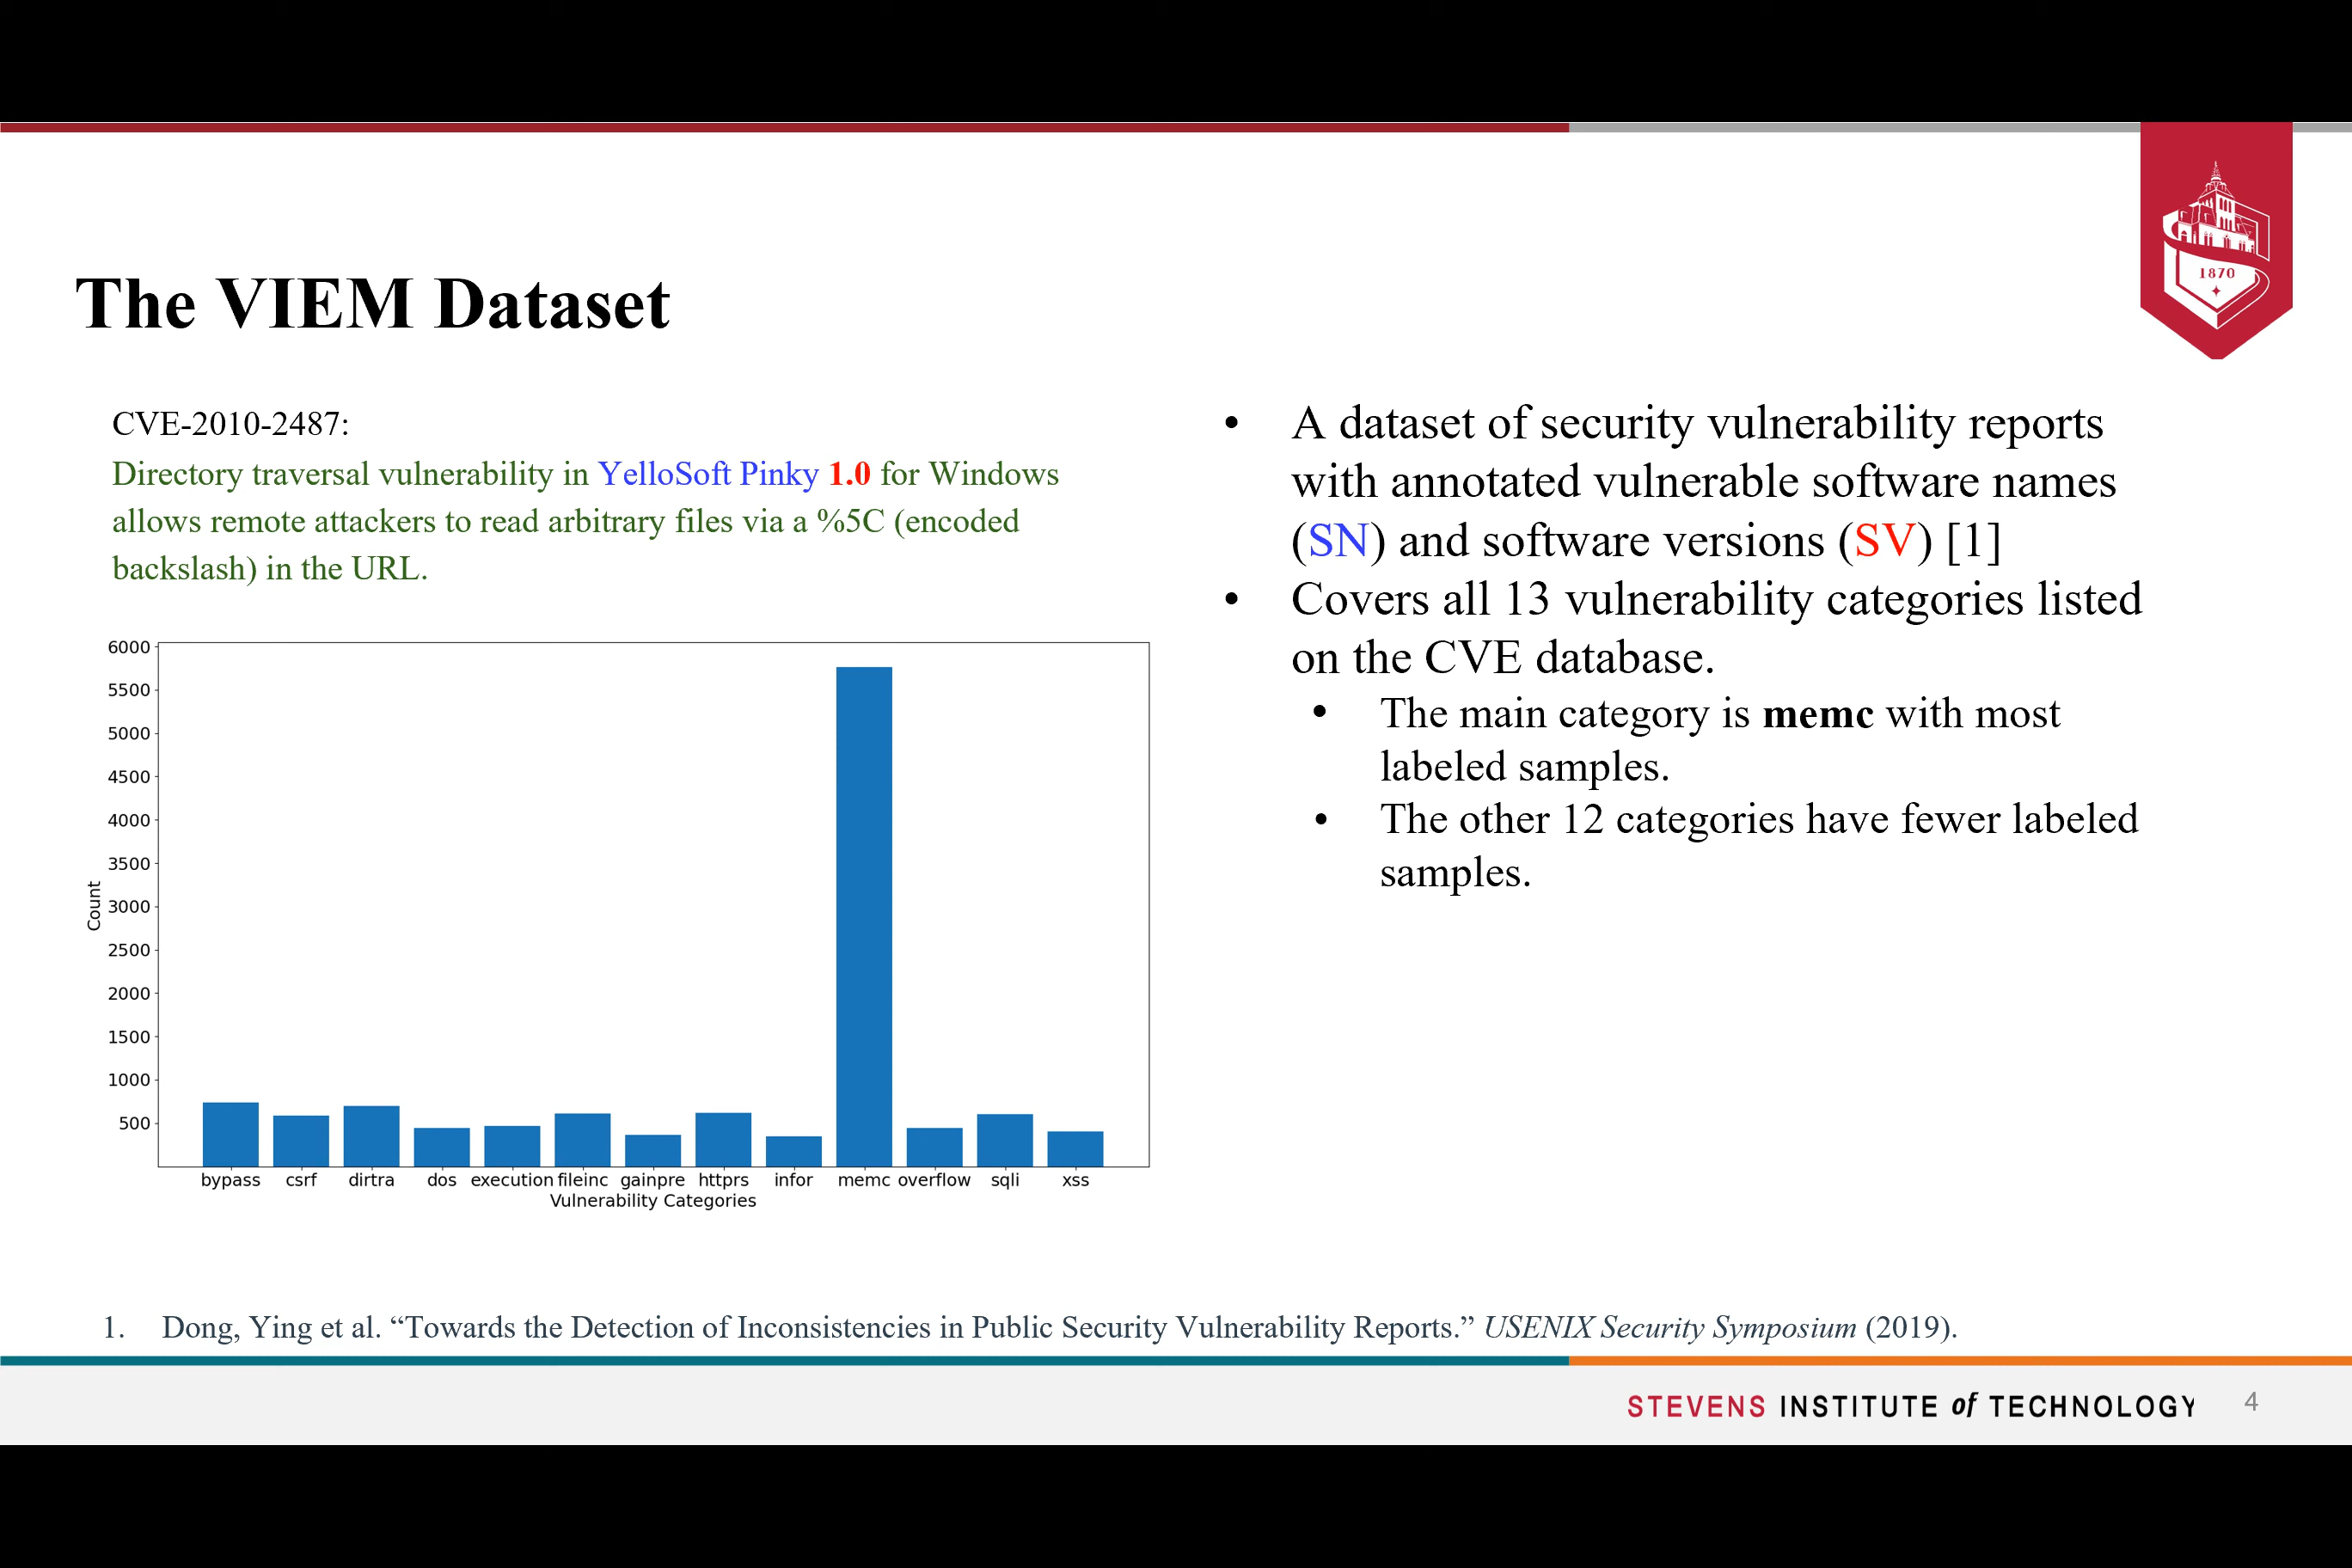 1870
The VIEM Dataset
CVE-2010-2487:
Directory traversal vulnerability in YelloSoft Pinky 1.0 for Windows
allows remote attackers to read arbitrary files via a %5C (encoded
backslash) in the URL.
6000
5500
5000
4500
4000
3500
3000
2500
2000
1500
1000
500
Count
bypass csrf dirtra dos execution fileinc gainpre httprs infor memc overflow sqli xss
Vulnerability Categories
• A dataset of security vulnerability reports
with annotated vulnerable software names
(SN) and software versions (SV) [1]
• Covers all 13 vulnerability categories listed
on the CVE database.
• The main category is memc with most
labeled samples.
• The other 12 categories have fewer labeled
samples.
1. Dong, Ying et al. “Towards the Detection of Inconsistencies in Public Security Vulnerability Reports.” USENIX Security Symposium (2019).
STEVENS INSTITUTE of TECHNOLOGY 4